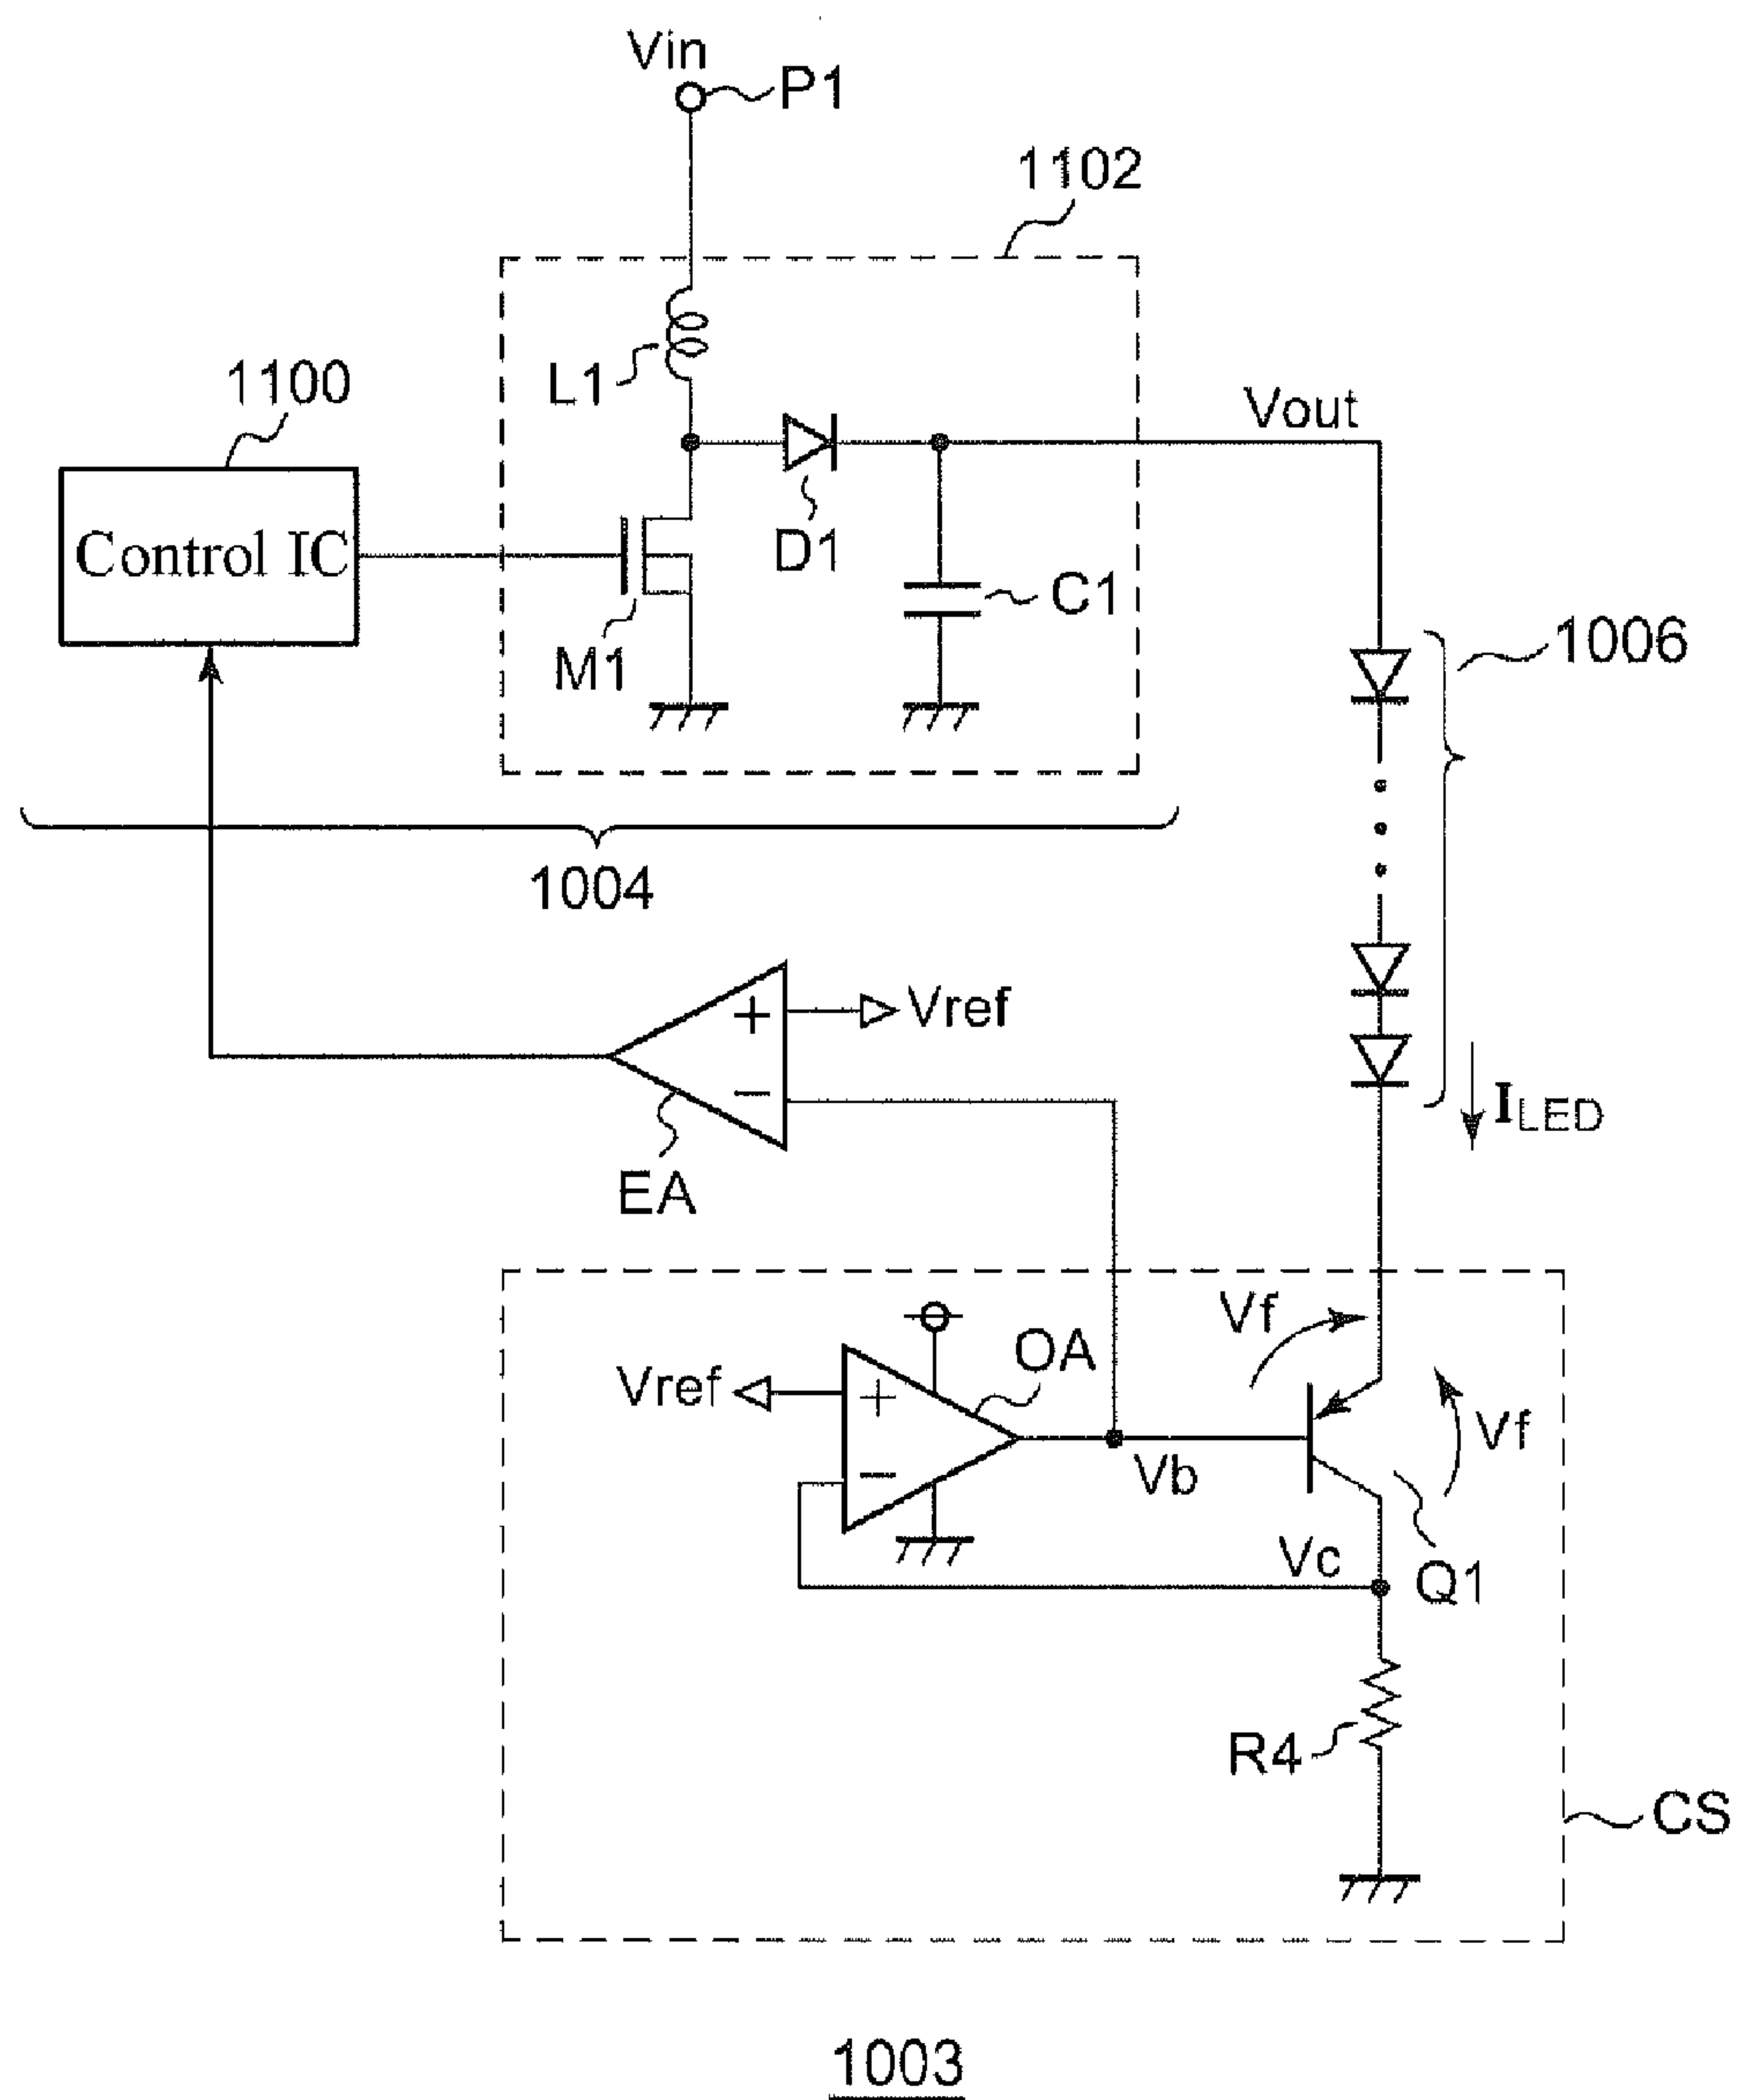 Vin
P1
1102
L1
1100
Vout
Control IC
D1
C1
M1
1006
1004
+
Vref
−
I LED
EA
Vf
OA
Vref
+
Vf
−
Vb
Vc
Q1
R4
CS
1003